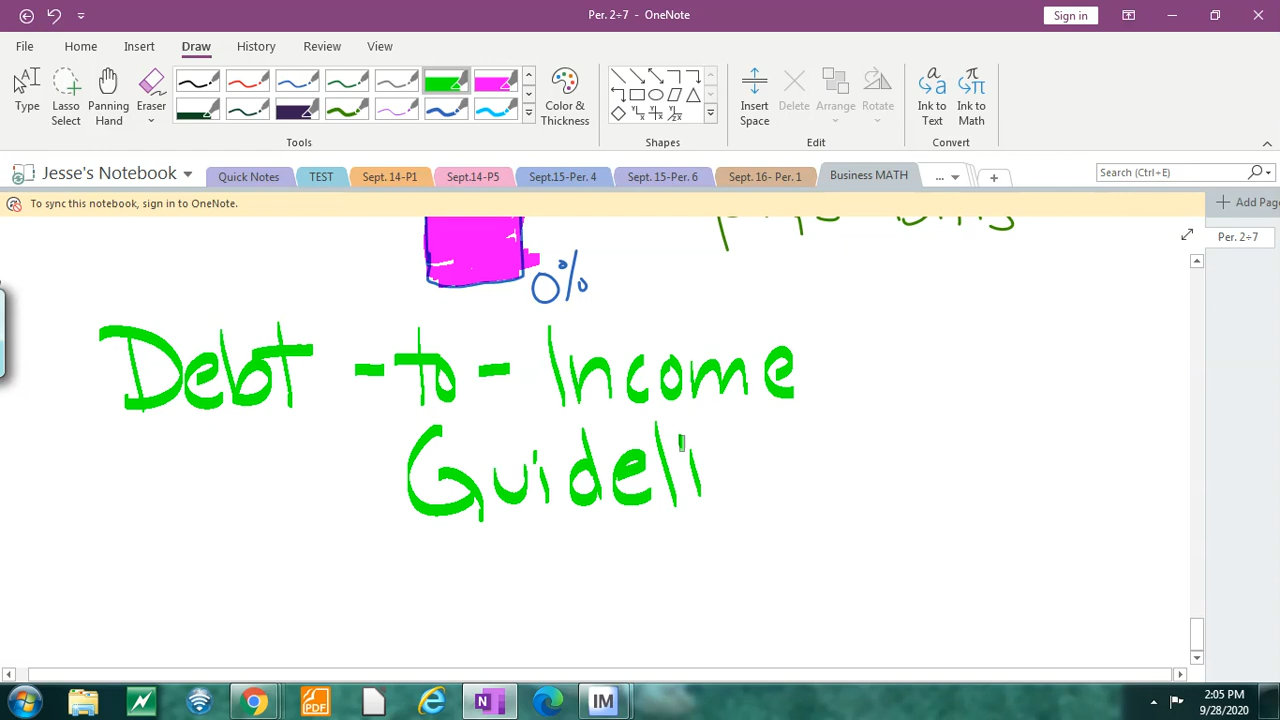 Per. 2÷7 - OneNote
Sign in
File Home Insert Draw History Review View
Type
Lasso Select
Panning Hand
Eraser
Color & Thickness
Insert Space
Delete
Arrange
Rotate
Ink to Text
Ink to Math
Tools
Shapes
Edit
Convert
Jesse's Notebook
Quick Notes
TEST
Sept. 14-P1
Sept.14-P5
Sept.15-Per. 4
Sept. 15-Per. 6
Sept. 16- Per. 1
Business MATH
...
Search (Ctrl+E)
To sync this notebook, sign in to OneNote.
Add Pag
Per. 2÷7
0%
Debt -to- Income
Guideli
2:05 PM
9/28/2020